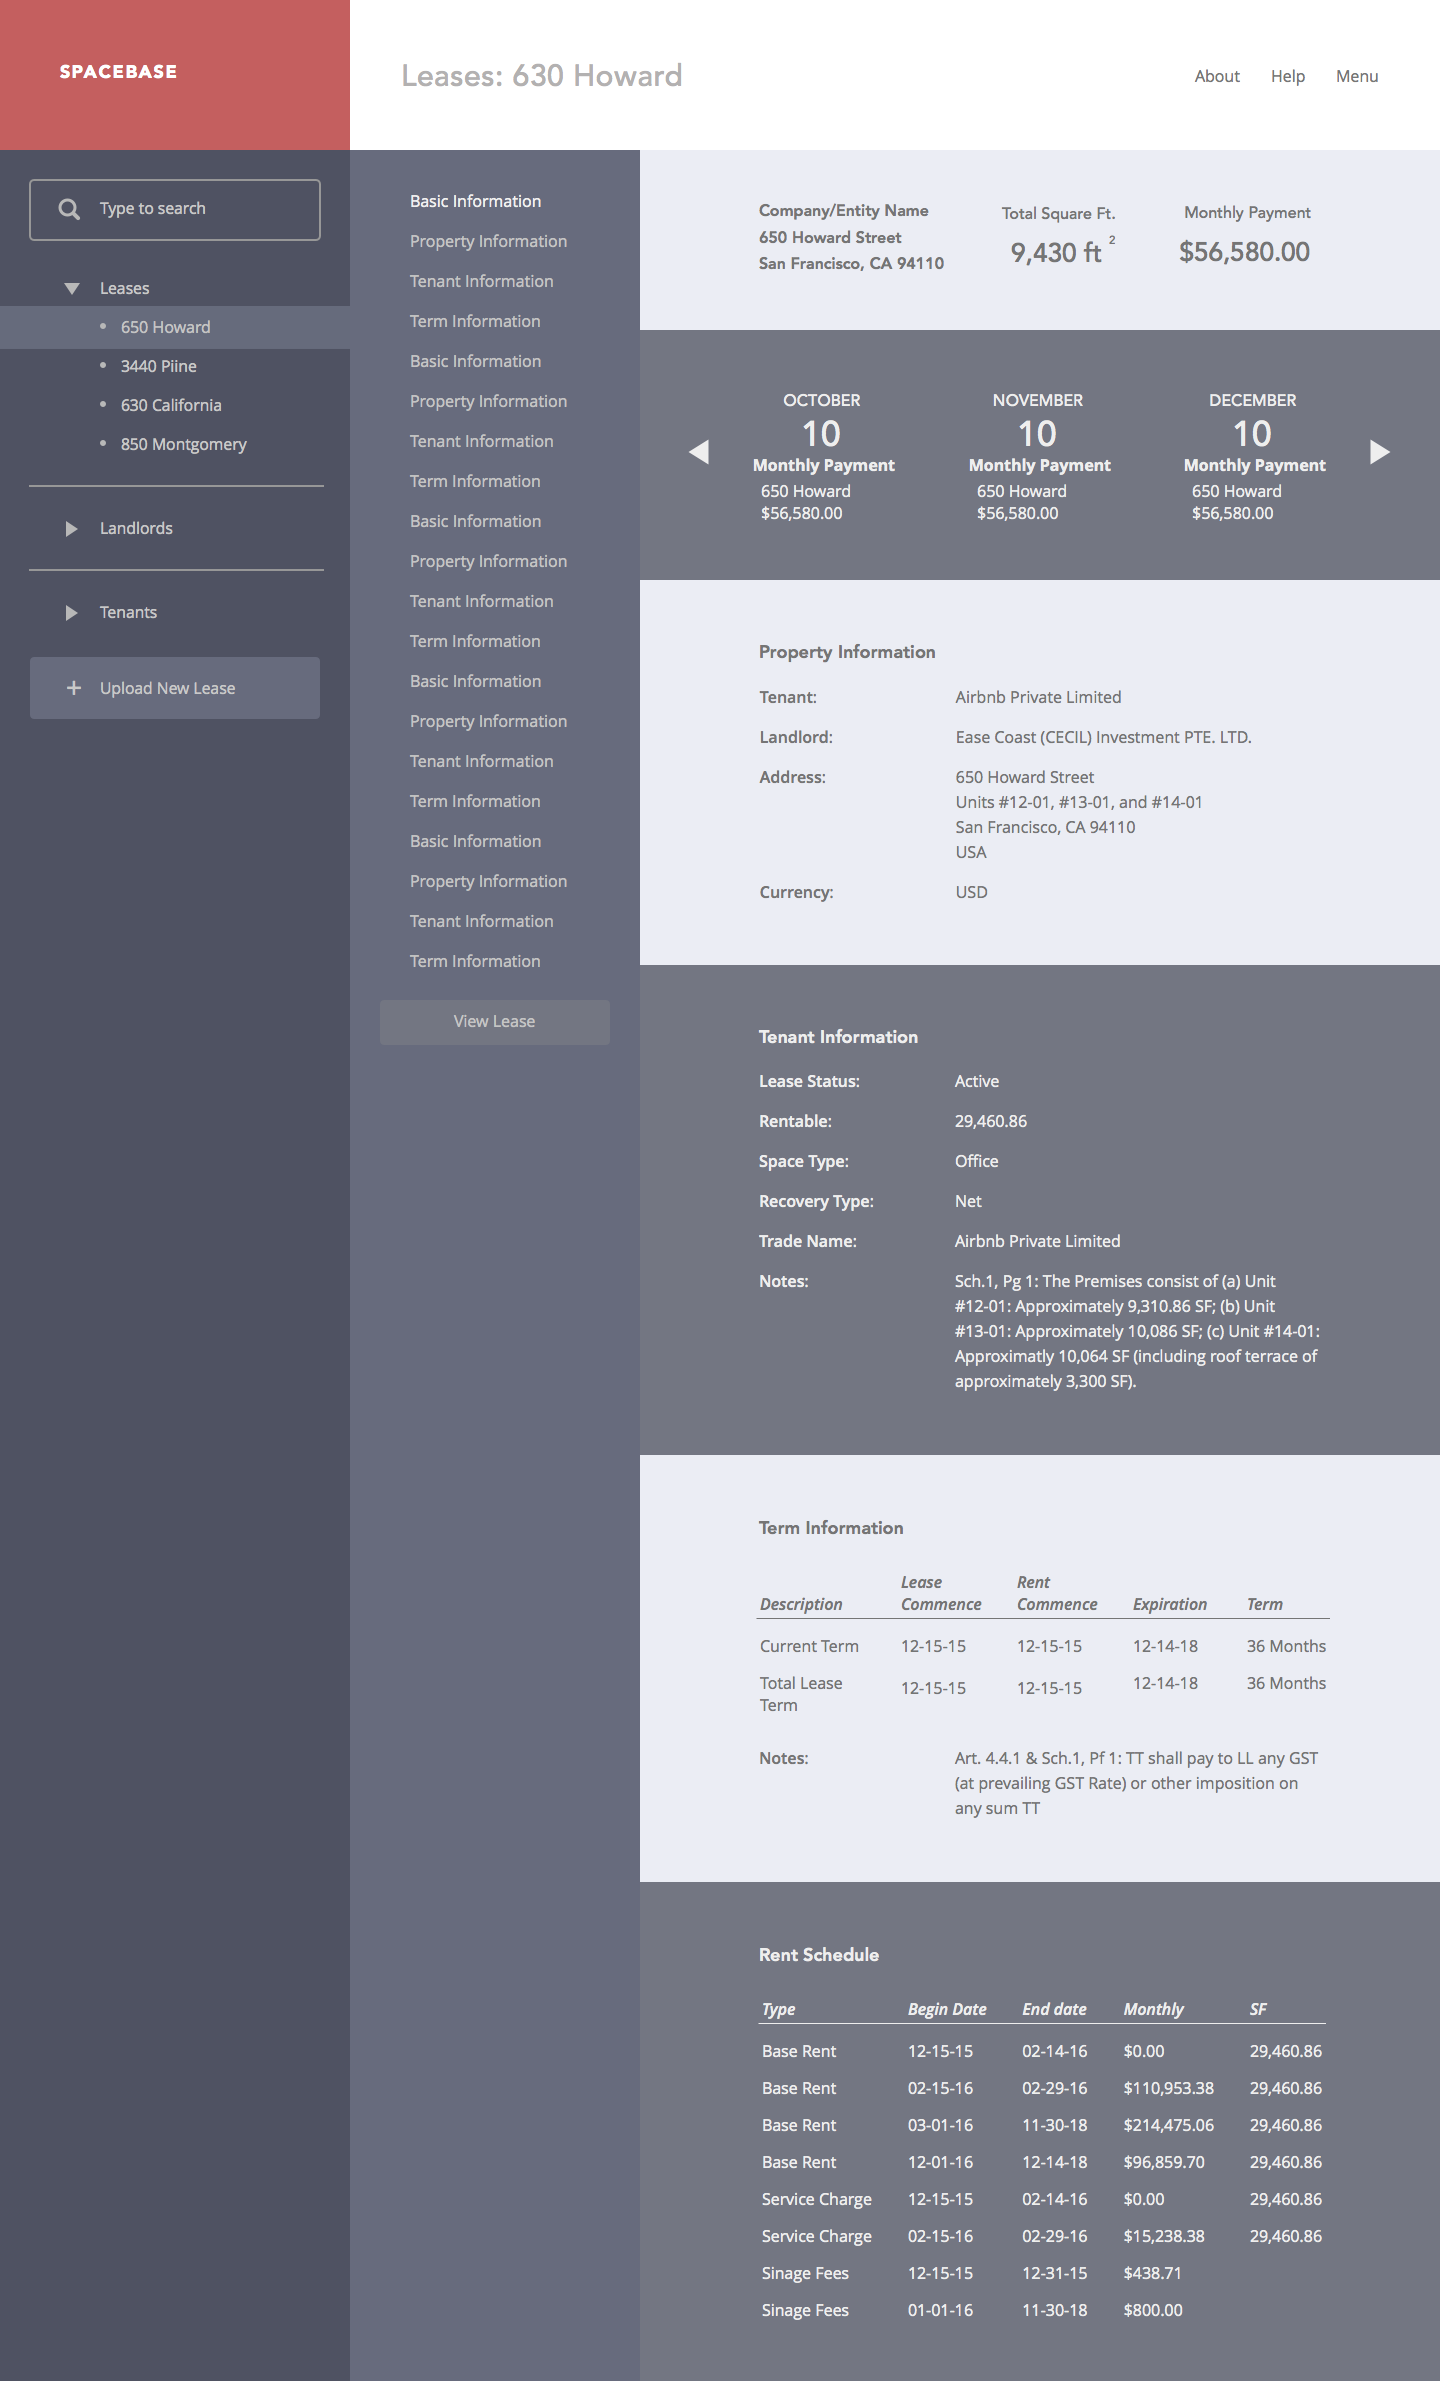 SPACEBASE
Leases: 630 Howard
About Help Menu
Type to search
Leases
• 650 Howard
• 3440 Piine
• 630 California
• 850 Montgomery
Landlords
Tenants
+ Upload New Lease
Basic Information
Property Information
Tenant Information
Term Information
Basic Information
Property Information
Tenant Information
Term Information
Basic Information
Property Information
Tenant Information
Term Information
Basic Information
Property Information
Tenant Information
Term Information
Basic Information
Property Information
Tenant Information
Term Information
View Lease
Company/Entity Name
650 Howard Street
San Francisco, CA 94110
Total Square Ft.
9,430 ft 2
Monthly Payment
$56,580.00
OCTOBER
10
Monthly Payment
650 Howard
$56,580.00
NOVEMBER
10
Monthly Payment
650 Howard
$56,580.00
DECEMBER
10
Monthly Payment
650 Howard
$56,580.00
Property Information
Tenant: Airbnb Private Limited
Landlord: Ease Coast (CECIL) Investment PTE. LTD.
Address: 650 Howard Street
Units #12-01, #13-01, and #14-01
San Francisco, CA 94110
USA
Currency: USD
Tenant Information
Lease Status: Active
Rentable: 29,460.86
Space Type: Office
Recovery Type: Net
Trade Name: Airbnb Private Limited
Notes: Sch.1, Pg 1: The Premises consist of (a) Unit
#12-01: Approximately 9,310.86 SF; (b) Unit
#13-01: Approximately 10,086 SF; (c) Unit #14-01:
Approximatly 10,064 SF (including roof terrace of
approximately 3,300 SF).
Term Information
Lease Rent
Description Commence Commence Expiration Term
Current Term 12-15-15 12-15-15 12-14-18 36 Months
Total Lease 12-15-15 12-15-15 12-14-18 36 Months
Term
Notes: Art. 4.4.1 & Sch.1, Pf 1: TT shall pay to LL any GST
(at prevailing GST Rate) or other imposition on
any sum TT
Rent Schedule
Type Begin Date End date Monthly SF
Base Rent 12-15-15 02-14-16 $0.00 29,460.86
Base Rent 02-15-16 02-29-16 $110,953.38 29,460.86
Base Rent 03-01-16 11-30-18 $214,475.06 29,460.86
Base Rent 12-01-16 12-14-18 $96,859.70 29,460.86
Service Charge 12-15-15 02-14-16 $0.00 29,460.86
Service Charge 02-15-16 02-29-16 $15,238.38 29,460.86
Sinage Fees 12-15-15 12-31-15 $438.71
Sinage Fees 01-01-16 11-30-18 $800.00